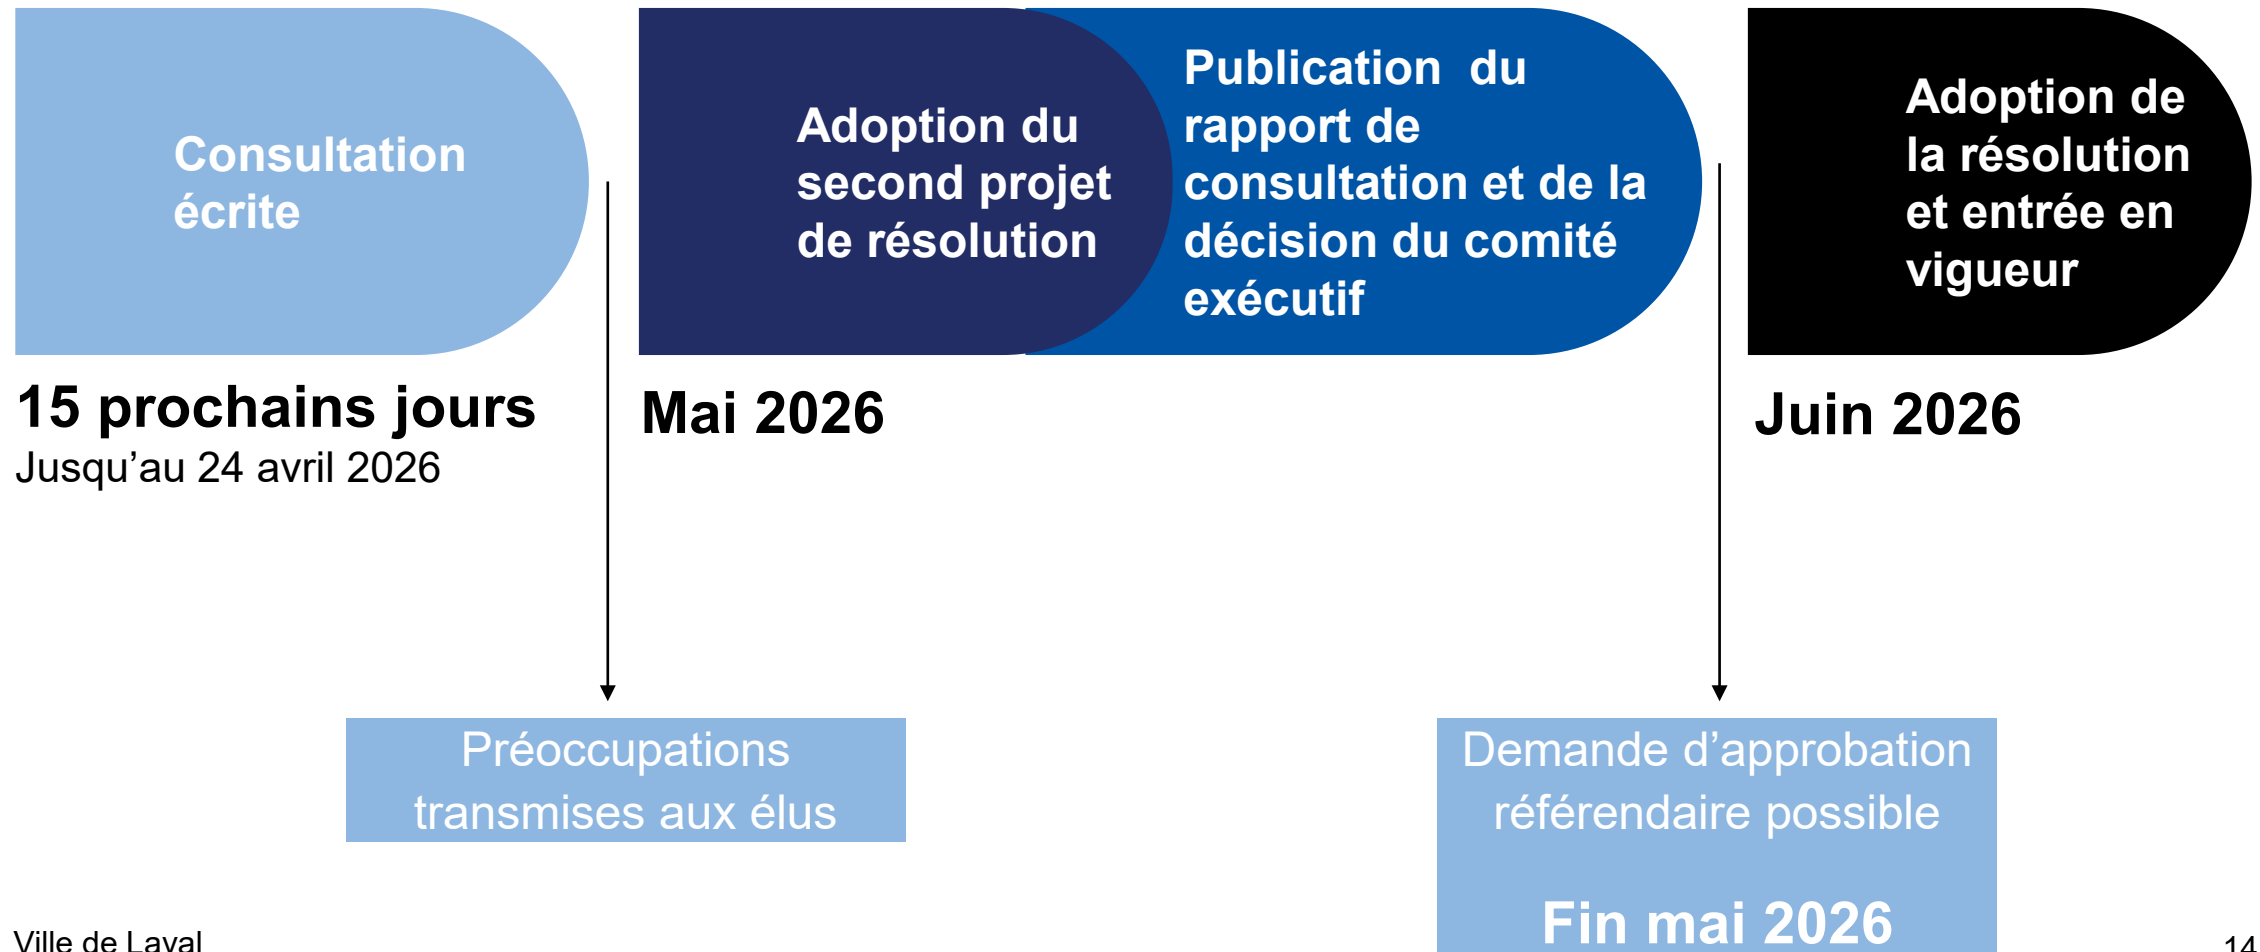 Consultation
écrite
Adoption du
second projet
de résolution
Publication  du
rapport de
consultation et de la
décision du comité
exécutif
Adoption de
la résolution
et entrée en
vigueur
15 prochains jours
Jusqu’au 24 avril 2026
Mai 2026
Juin 2026
Préoccupations
transmises aux élus
Demande d’approbation
référendaire possible
Fin mai 2026
Ville de Laval
14